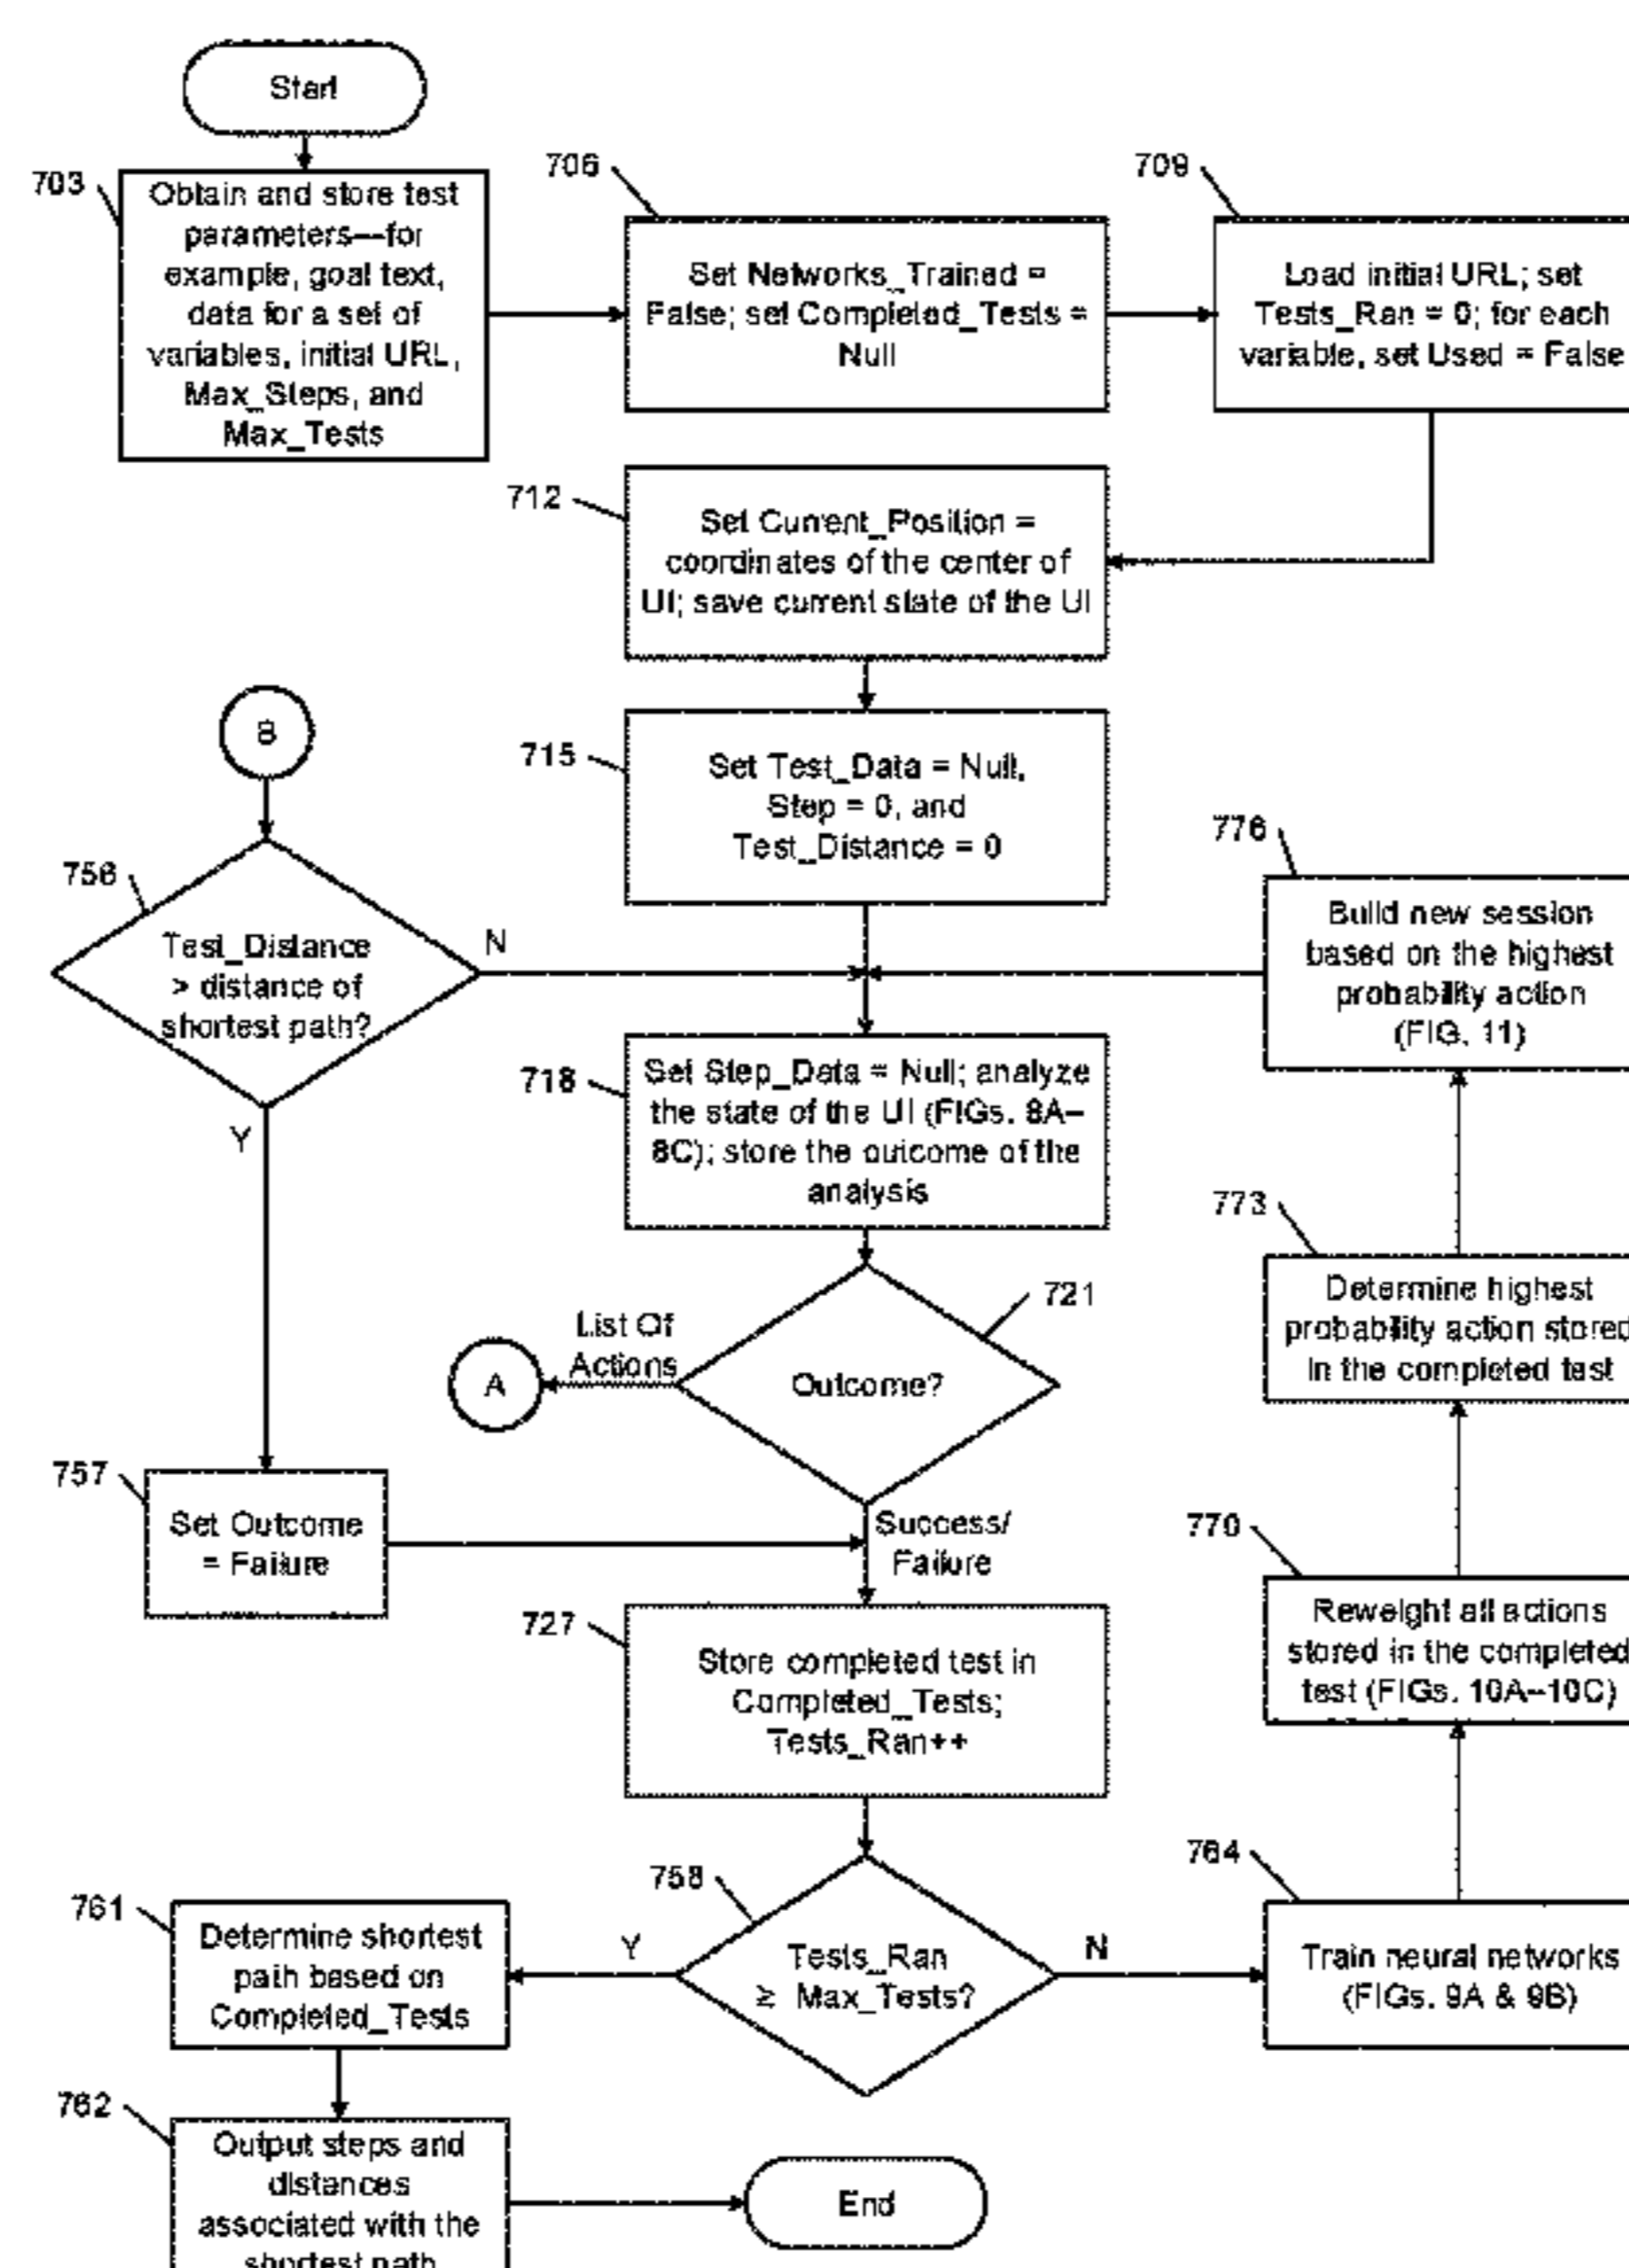 Start
703
Obtain and store test
parameters—for
example, goal text,
data for a set of
variables, initial URL,
Max_Steps, and
Max_Tests
706
Set Networks_Trained =
False; set Completed_Tests =
Null
709
Load initial URL; set
Tests_Ran = 0; for each
variable, set Used = False
712
Set Current_Position =
coordinates of the center of
UI; save current state of the UI
B
715
Set Test_Data = Null,
Step = 0, and
Test_Distance = 0
756
Test_Distance
> distance of
shortest path?
N
Y
776
Build new session
based on the highest
probability action
(FIG. 11)
718
Set Step_Data = Null; analyze
the state of the UI (FIGs. 8A–
8C); store the outcome of the
analysis
773
Determine highest
probability action stored
in the completed test
721
Outcome?
List Of
Actions
A
Success/
Failure
757
Set Outcome
= Failure
770
Reweight all actions
stored in the completed
test (FIGs. 10A–10C)
727
Store completed test in
Completed_Tests;
Tests_Ran++
758
Tests_Ran
≥ Max_Tests?
Y
N
764
Train neural networks
(FIGs. 9A & 9B)
761
Determine shortest
path based on
Completed_Tests
762
Output steps and
distances
associated with the
shortest path
End